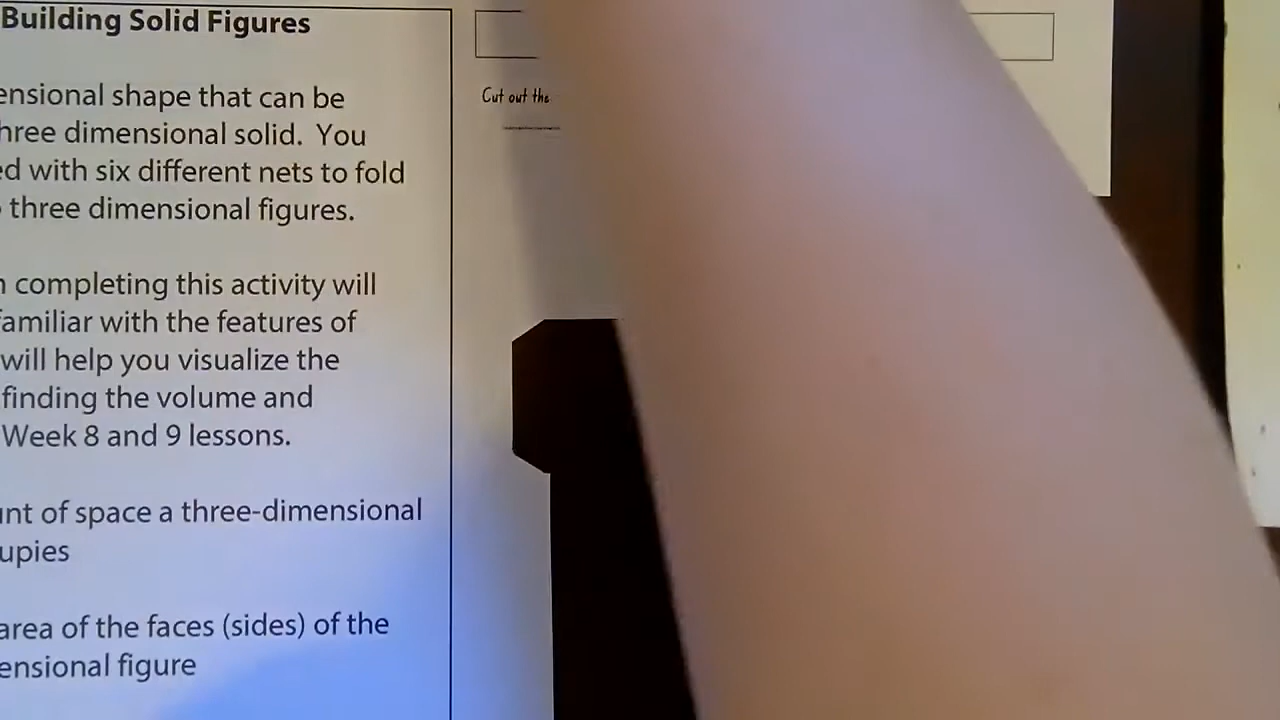 Building Solid Figures
ensional shape that can be
hree dimensional solid. You
ed with six different nets to fold
three dimensional figures.
completing this activity will
familiar with the features of
will help you visualize the
finding the volume and
Week 8 and 9 lessons.
unt of space a three-dimensional
upies
area of the faces (sides) of the
ensional figure
Cut out the